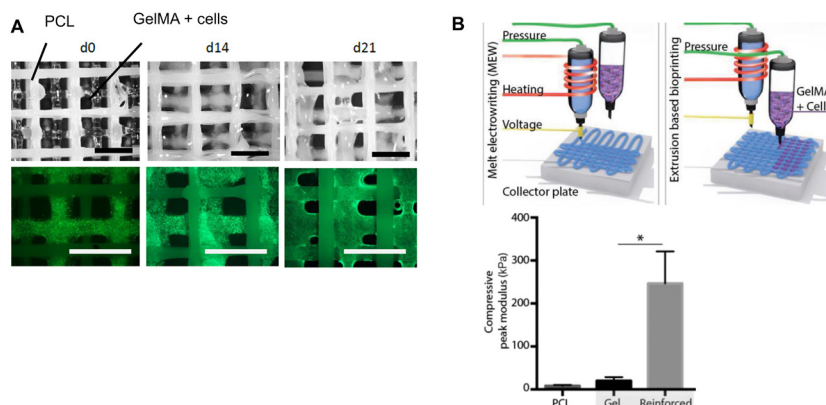 A
PCL
GelMA + cells
d0
d14
d21
B
Melt electrowriting (MEW)
Pressure
Heating
Voltage
Collector plate
Extrusion based bioprinting
Pressure
GelMA
+ Cells
Compressive
peak modulus (kPa)
400
300
200
100
0
*
PCL
Gel
Reinforced